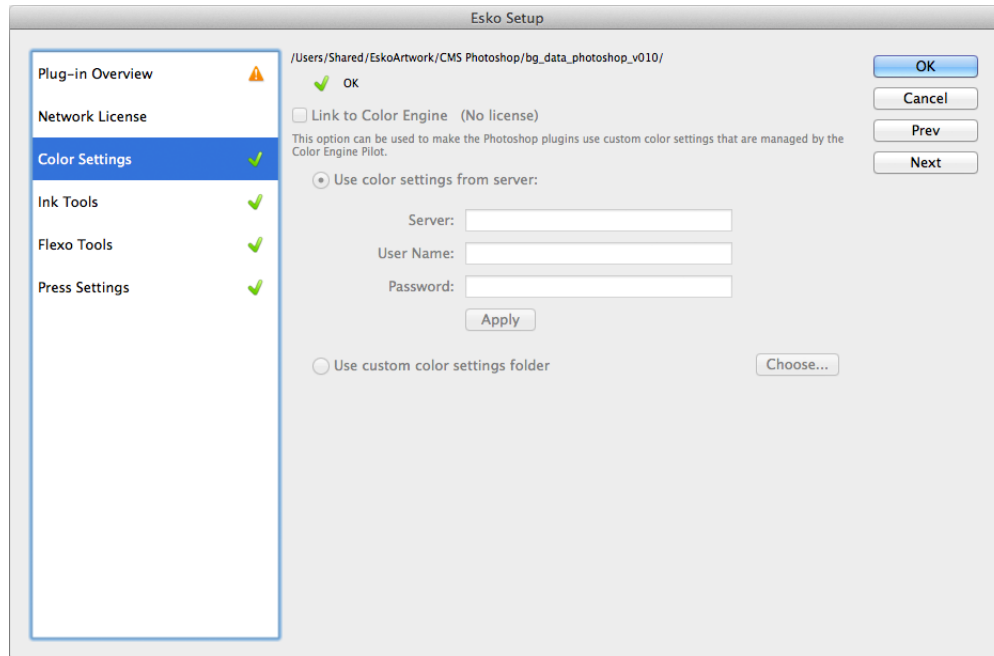 Esko Setup
Plug-in Overview
Network License
Color Settings
Ink Tools
Flexo Tools
Press Settings
/Users/Shared/EskoArtwork/CMS Photoshop/bg_data_photoshop_v010/
OK
Link to Color Engine (No license)
This option can be used to make the Photoshop plugins use custom color settings that are managed by the
Color Engine Pilot.
Use color settings from server:
Server:
User Name:
Password:
Apply
Use custom color settings folder
Choose...
OK
Cancel
Prev
Next